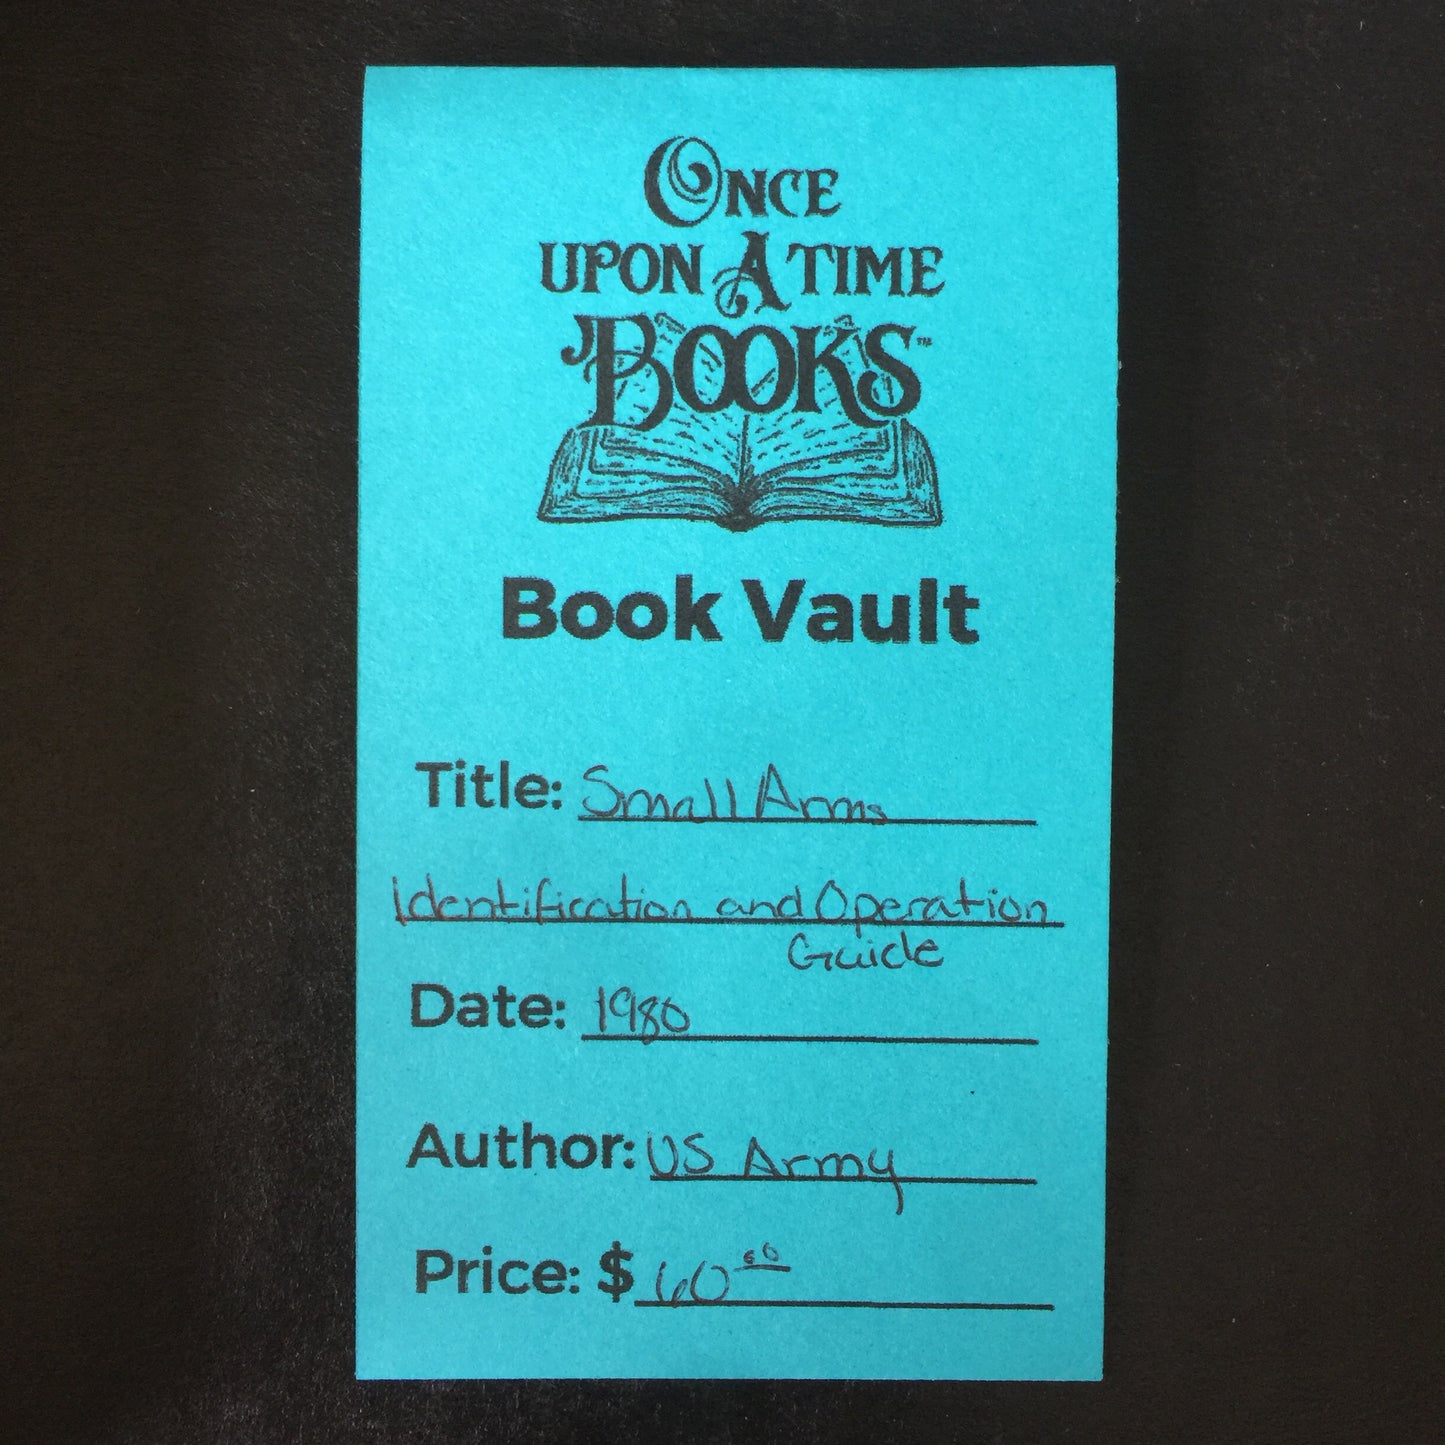 ONCE
UPON A TIME
BOOKS™
Book Vault
Title: Small Arms
Identification and Operation
Guide
Date: 1980
Author: US Army
Price: $ 60 00